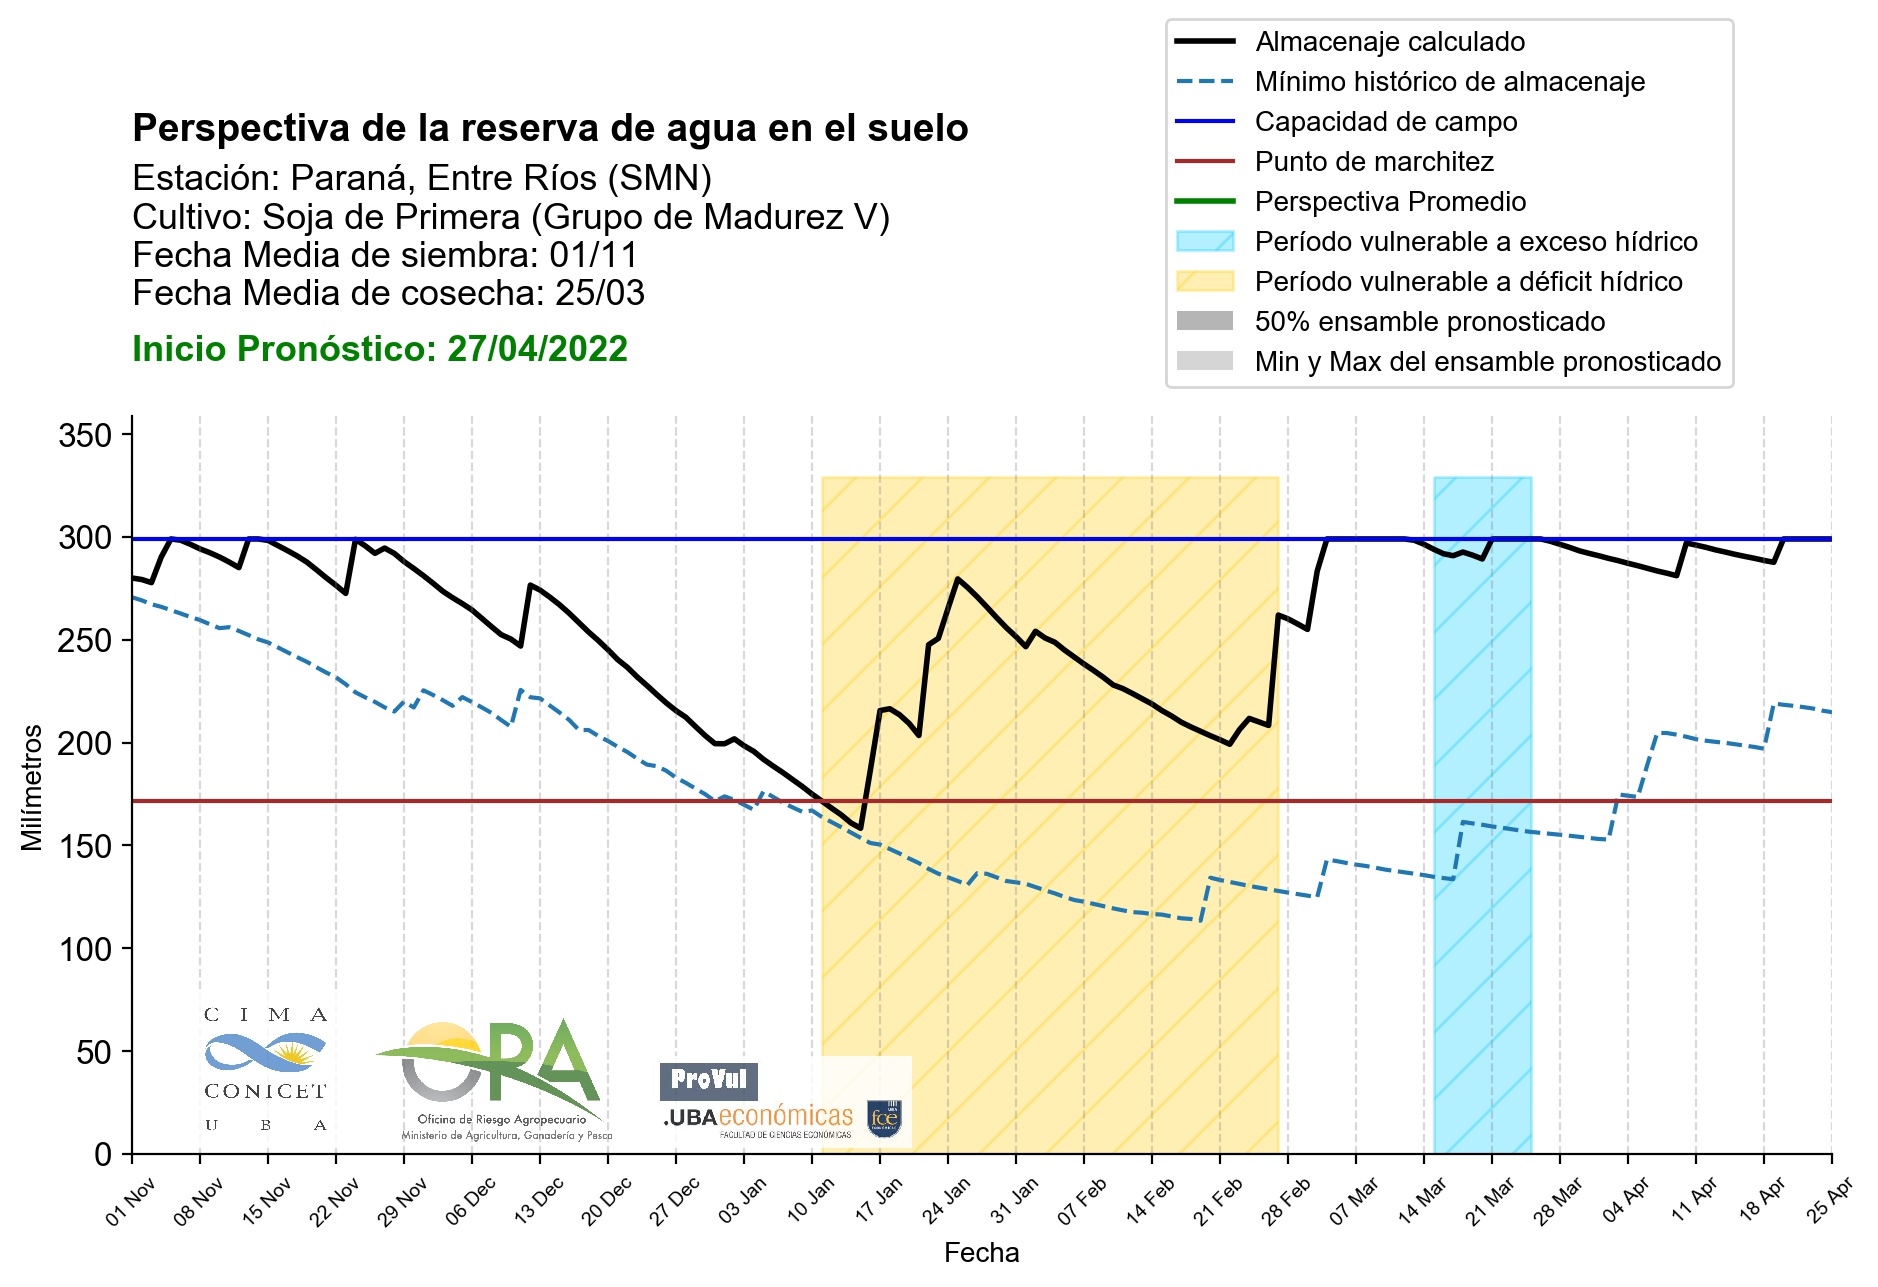 Almacenaje calculado
Mínimo histórico de almacenaje
Capacidad de campo
Punto de marchitez
Perspectiva Promedio
Período vulnerable a exceso hídrico
Período vulnerable a déficit hídrico
50% ensamble pronosticado
Min y Max del ensamble pronosticado
Perspectiva de la reserva de agua en el suelo
Estación: Paraná, Entre Ríos (SMN)
Cultivo: Soja de Primera (Grupo de Madurez V)
Fecha Media de siembra: 01/11
Fecha Media de cosecha: 25/03
Inicio Pronóstico: 27/04/2022
350
300
250
200
150
100
50
0
Milímetros
CIMA
CONICET
UBA
ORA
Oficina de Riesgo Agropecuario
Ministerio de Agricultura, Ganadería y Pesca
ProVul
.UBAeconómicas
FACULTAD DE CIENCIAS ECONÓMICAS
UBA
fce
ECONÓMICAS
01 Nov
08 Nov
15 Nov
22 Nov
29 Nov
06 Dec
13 Dec
20 Dec
27 Dec
03 Jan
10 Jan
17 Jan
24 Jan
31 Jan
07 Feb
14 Feb
21 Feb
28 Feb
07 Mar
14 Mar
21 Mar
28 Mar
04 Apr
11 Apr
18 Apr
25 Apr
Fecha